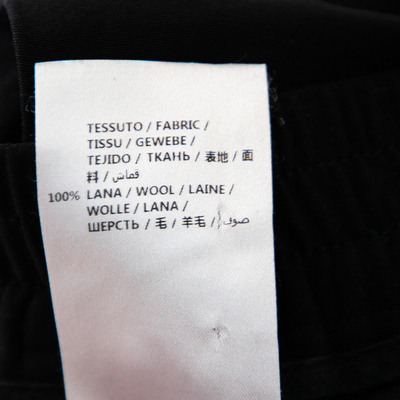 TESSUTO / FABRIC /
TISSU / GEWEBE /
TEJIDO / ТКАНЬ / 表地 / 面
料 / قماش /
100% LANA / WOOL / LAINE /
WOLLE / LANA /
ШЕРСТЬ / 毛 / 羊毛 / صوف